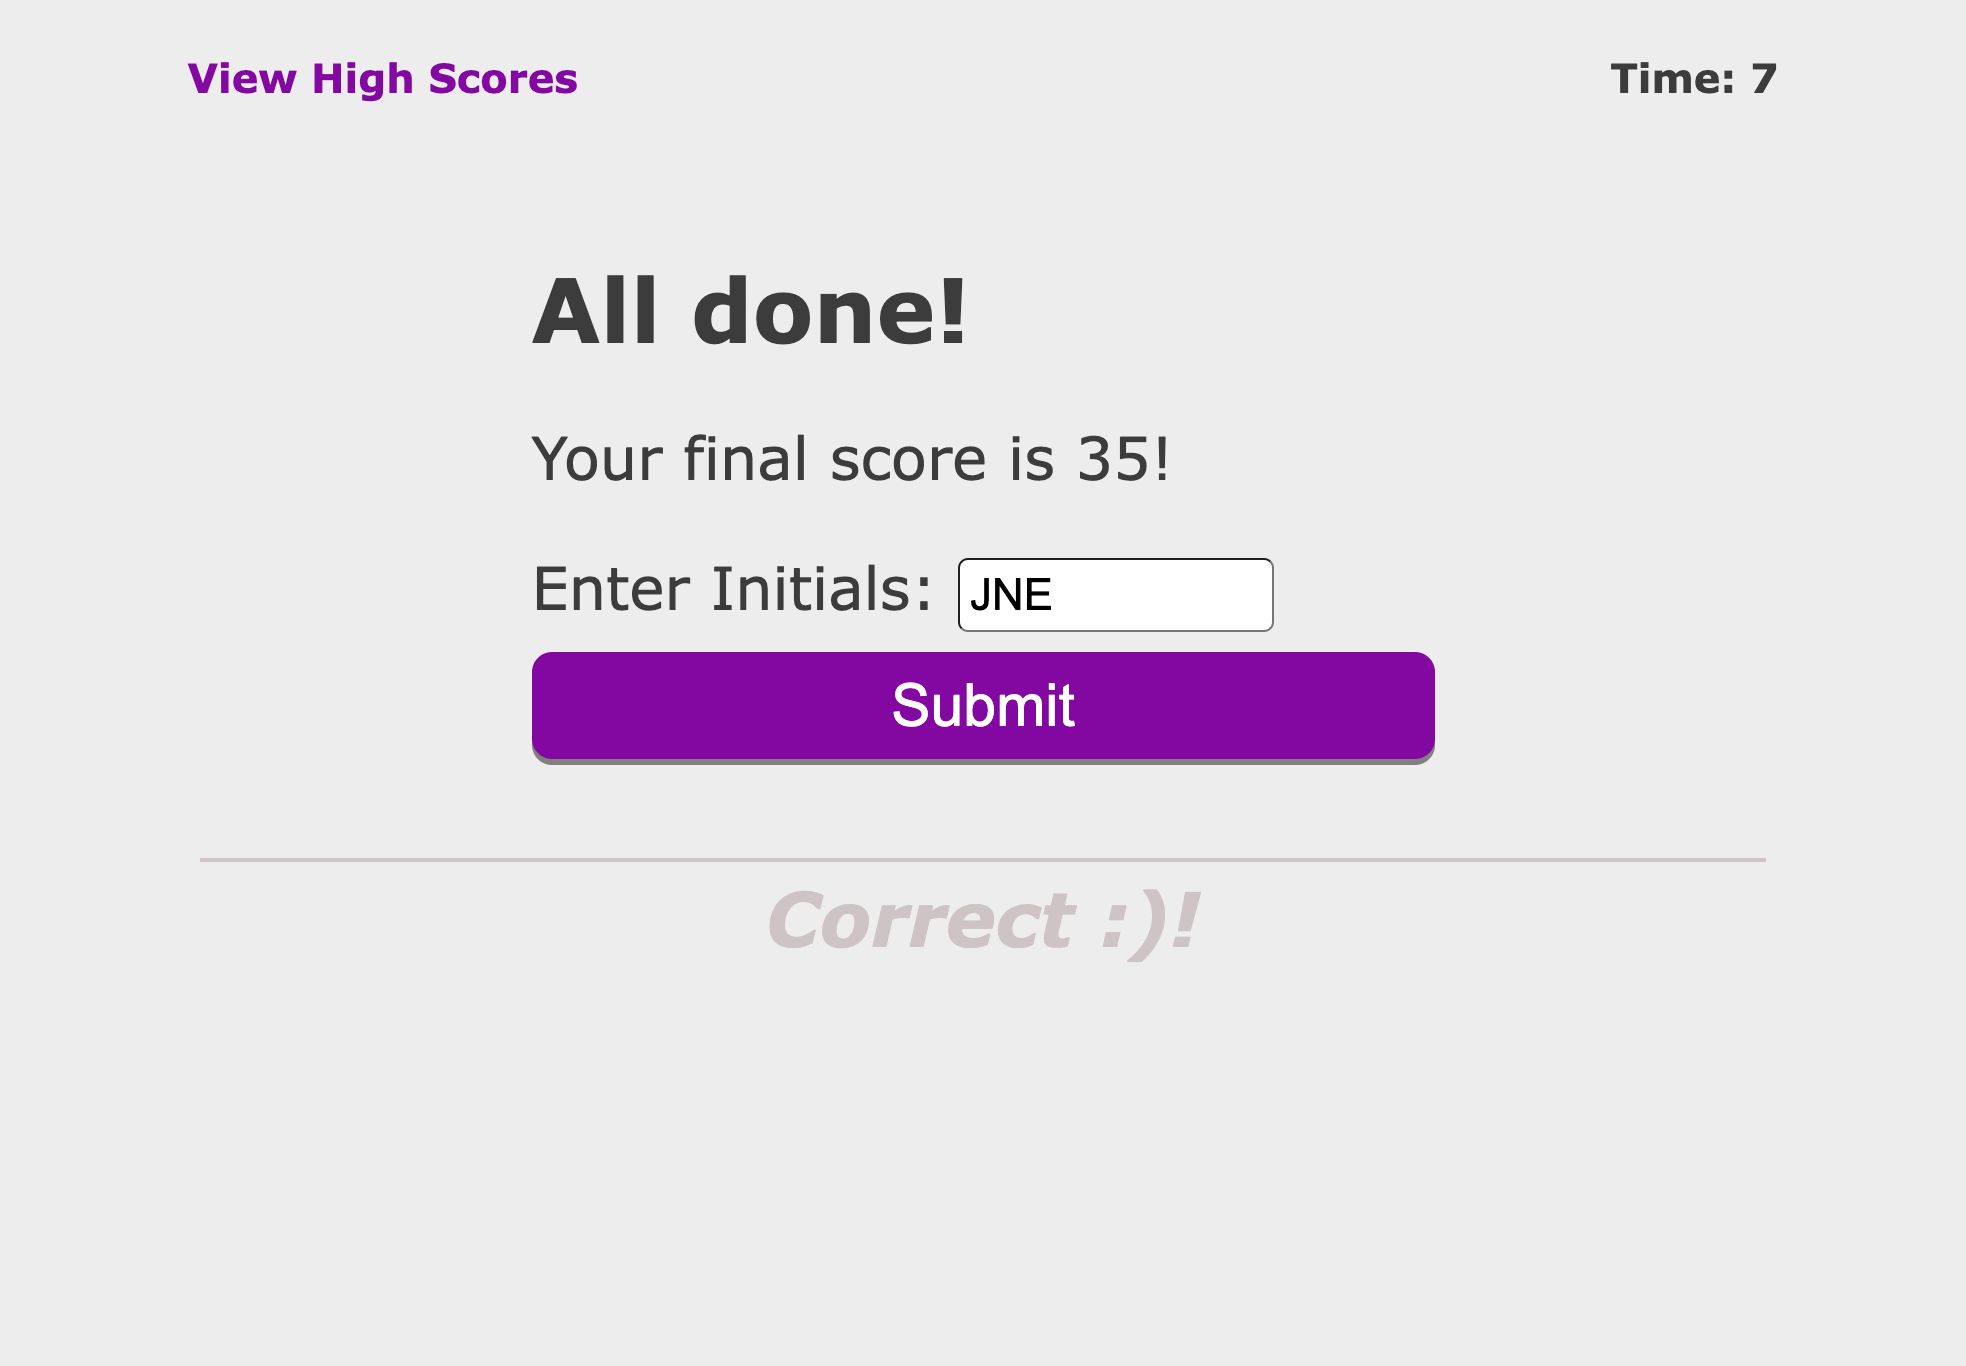 View High Scores
Time: 7
All done!
Your final score is 35!
Enter Initials: JNE
Submit
Correct :)!